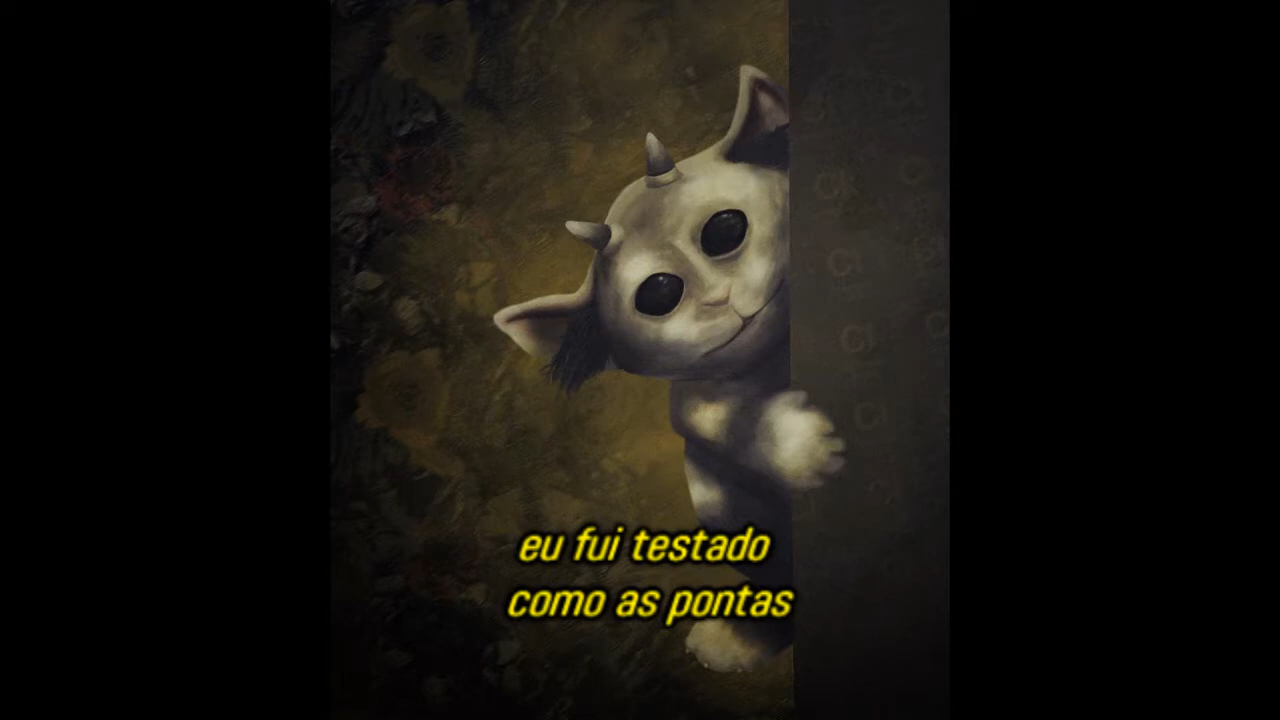 eu fui testado
como as pontas